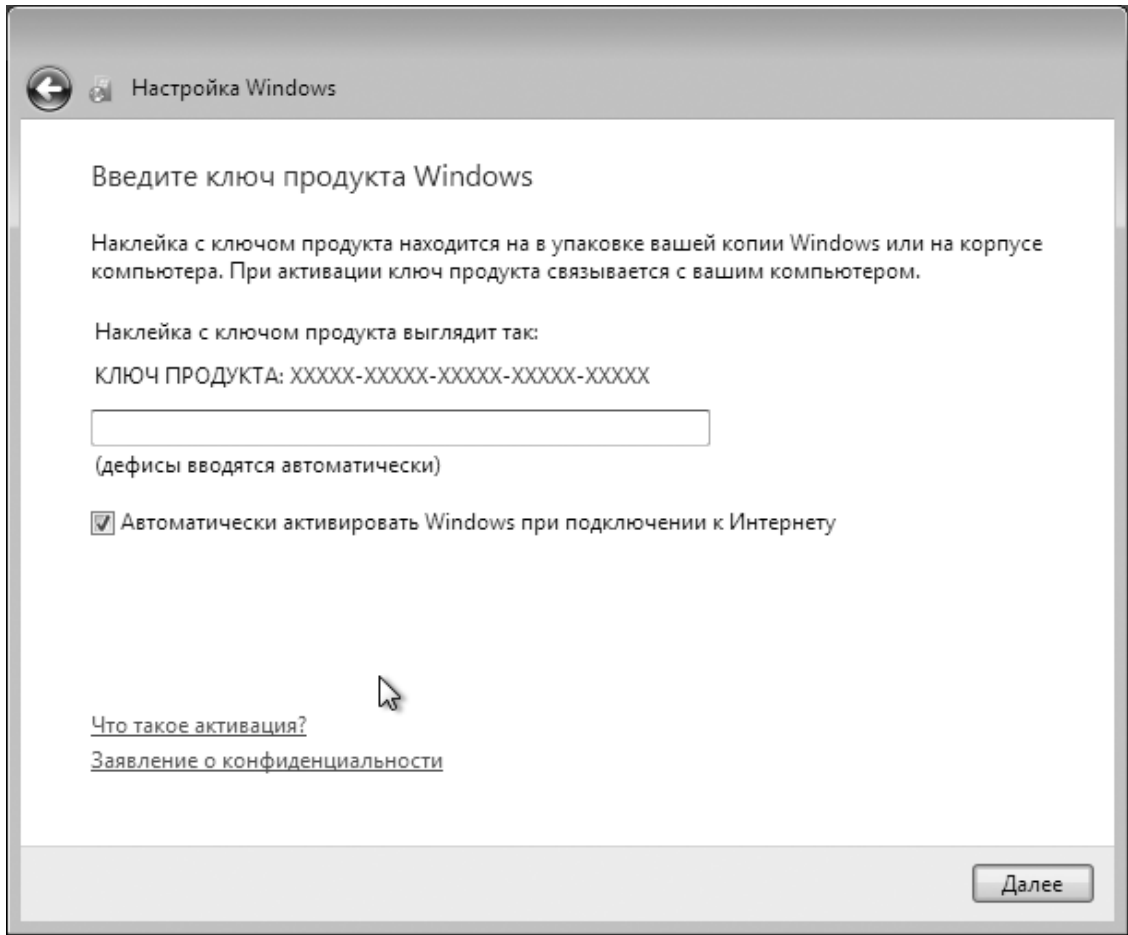 Настройка Windows
Введите ключ продукта Windows
Наклейка с ключом продукта находится на в упаковке вашей копии Windows или на корпусе
компьютера. При активации ключ продукта связывается с вашим компьютером.
Наклейка с ключом продукта выглядит так:
КЛЮЧ ПРОДУКТА: XXXXX-XXXXX-XXXXX-XXXXX-XXXXX
(дефисы вводятся автоматически)
Автоматически активировать Windows при подключении к Интернету
Что такое активация?
Заявление о конфиденциальности
Далее